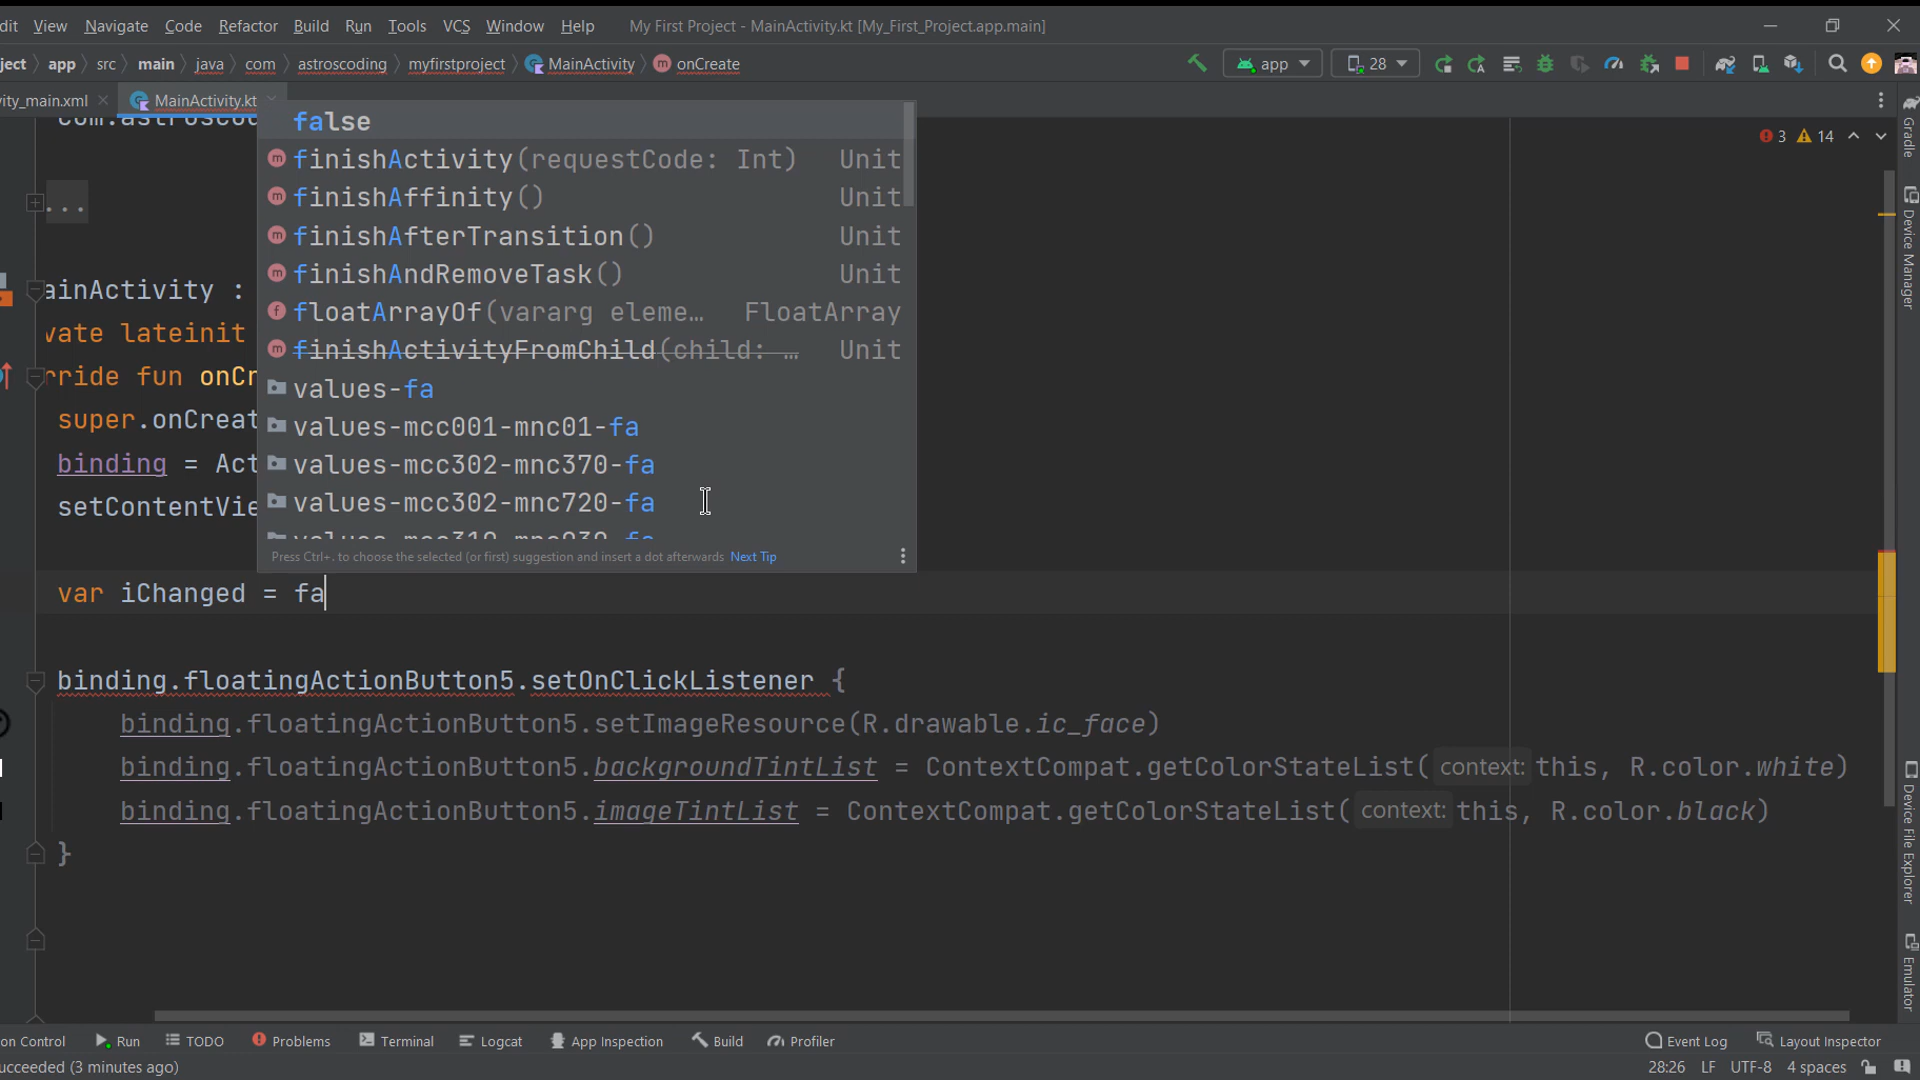 dit View Navigate Code Refactor Build Run Tools VCS Window Help My First Project - MainActivity.kt [My_First_Project.app.main]
ject app src main java com astroscoding myfirstproject MainActivity onCreate app 28
vity_main.xml MainActivity.kt
com.astrosco
false
3 14
finishActivity(requestCode: Int) Unit
finishAffinity() Unit
... finishAfterTransition() Unit
finishAndRemoveTask() Unit
ainActivity :
floatArrayOf(vararg eleme… FloatArray
vate lateinit
finishActivityFromChild(child: … Unit
rride fun onCr
values-fa
super.onCreat
values-mcc001-mnc01-fa
binding = Act
values-mcc302-mnc370-fa
setContentVie
values-mcc302-mnc720-fa
values-mcc310-mnc030-fa
Press Ctrl+. to choose the selected (or first) suggestion and insert a dot afterwards Next Tip
var iChanged = fa
binding.floatingActionButton5.setOnClickListener {
binding.floatingActionButton5.setImageResource(R.drawable.ic_face)
binding.floatingActionButton5.backgroundTintList = ContextCompat.getColorStateList( context: this, R.color.white)
binding.floatingActionButton5.imageTintList = ContextCompat.getColorStateList( context: this, R.color.black)
}
Gradle
Device Manager
Device File Explorer
Emulator
on Control Run TODO Problems Terminal Logcat App Inspection Build Profiler Event Log Layout Inspector
ucceeded (3 minutes ago) 28:26 LF UTF-8 4 spaces